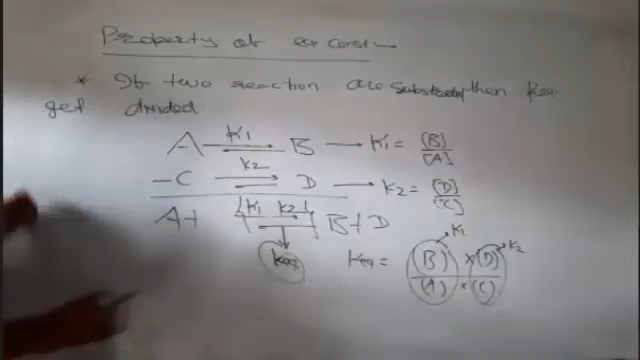 Property of eq const
* If two reaction are substed then Keq
get divided.
A K1 ⇌ B → K1 = [B]/[A]
–C K2 ⇌ D → K2 = [D]/[C]
A+ K1 K2 B+D
Keq Keq = (B) × (D) / (A) × (C) K1 K2